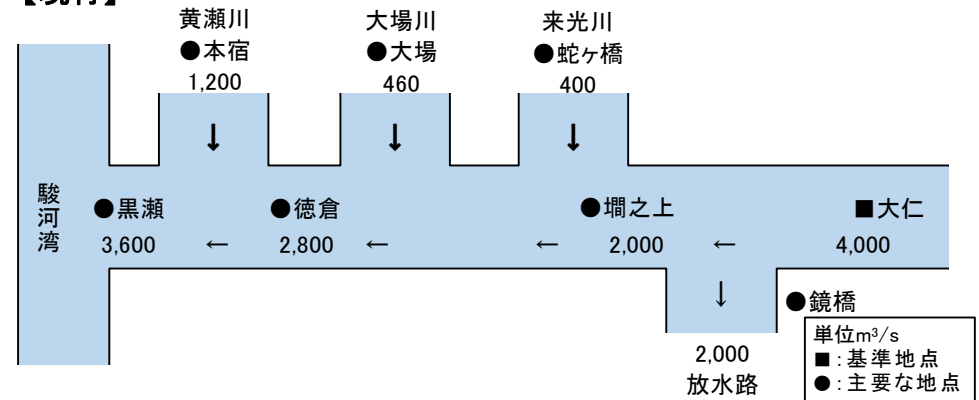 【現行】
黄瀬川
●本宿
1,200
大場川
●大場
460
来光川
●蛇ヶ橋
400
↓
↓
↓
駿河湾
●黒瀬
●徳倉
●墹之上
■大仁
3,600
←
2,800
←
←
2,000
←
4,000
↓
●鏡橋
2,000
放水路
単位m³/s
■:基準地点
●:主要な地点